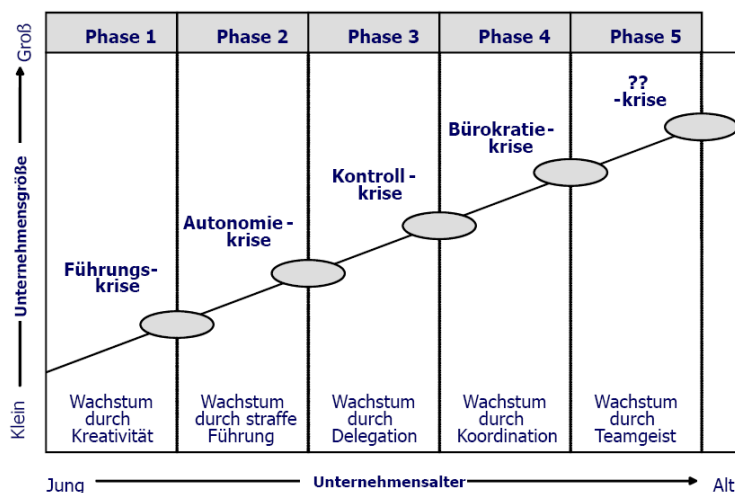 Phase 1
Phase 2
Phase 3
Phase 4
Phase 5
Groß
Unternehmensgröße
Klein
??
-krise
Bürokratie-
krise
Kontroll-
krise
Autonomie-
krise
Führungs-
krise
Wachstum
durch
Kreativität
Wachstum
durch straffe
Führung
Wachstum
durch
Delegation
Wachstum
durch
Koordination
Wachstum
durch
Teamgeist
Jung
Unternehmensalter
Alt